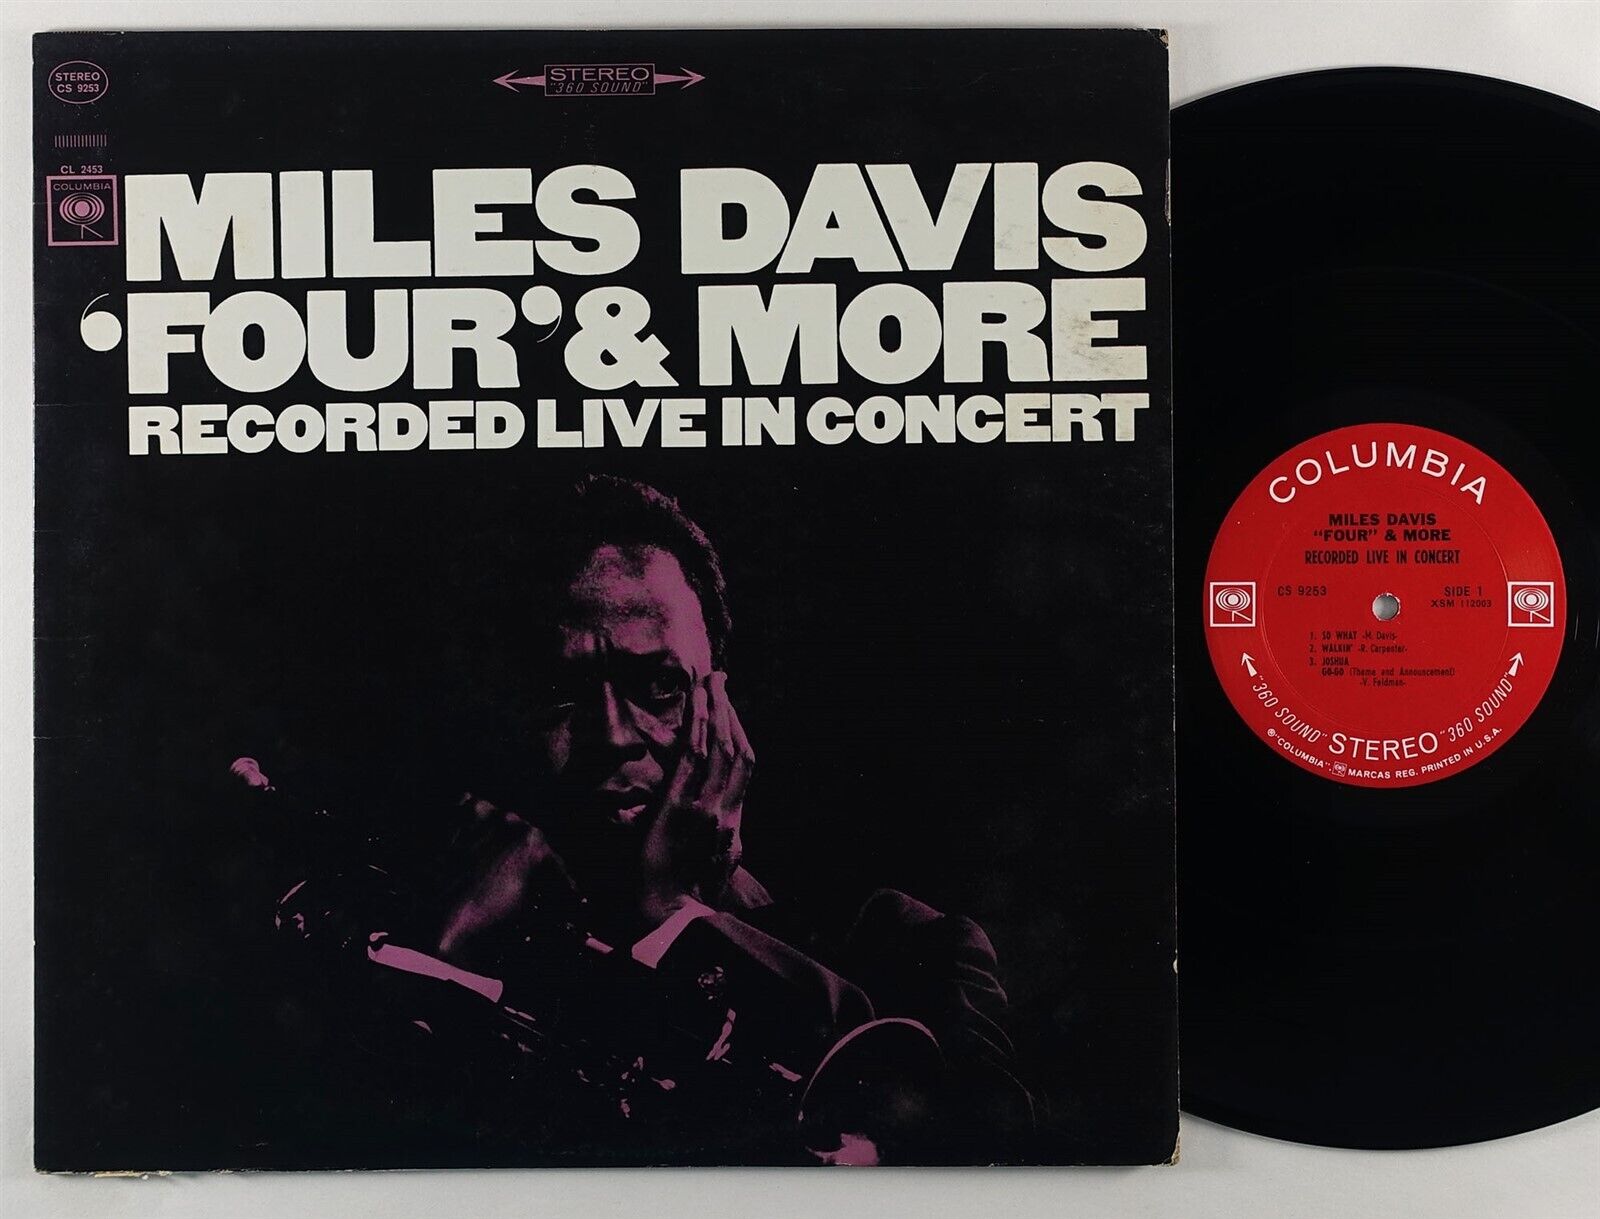 STEREO
CS 9253
STEREO
"360 SOUND"
CL 2453
COLUMBIA
MILES DAVIS
‘FOUR’ & MORE
RECORDED LIVE IN CONCERT
COLUMBIA
MILES DAVIS
"FOUR" & MORE
RECORDED LIVE IN CONCERT
CS 9253
SIDE 1
XSM 112003
1. SO WHAT -M. Davis-
2. WALKIN' -R. Carpenter-
3. JOSHUA
GO-GO (Theme and Announcement)
-V. Feldman-
"360 SOUND" STEREO "360 SOUND"
® "COLUMBIA", MARCAS REG. PRINTED IN U.S.A.